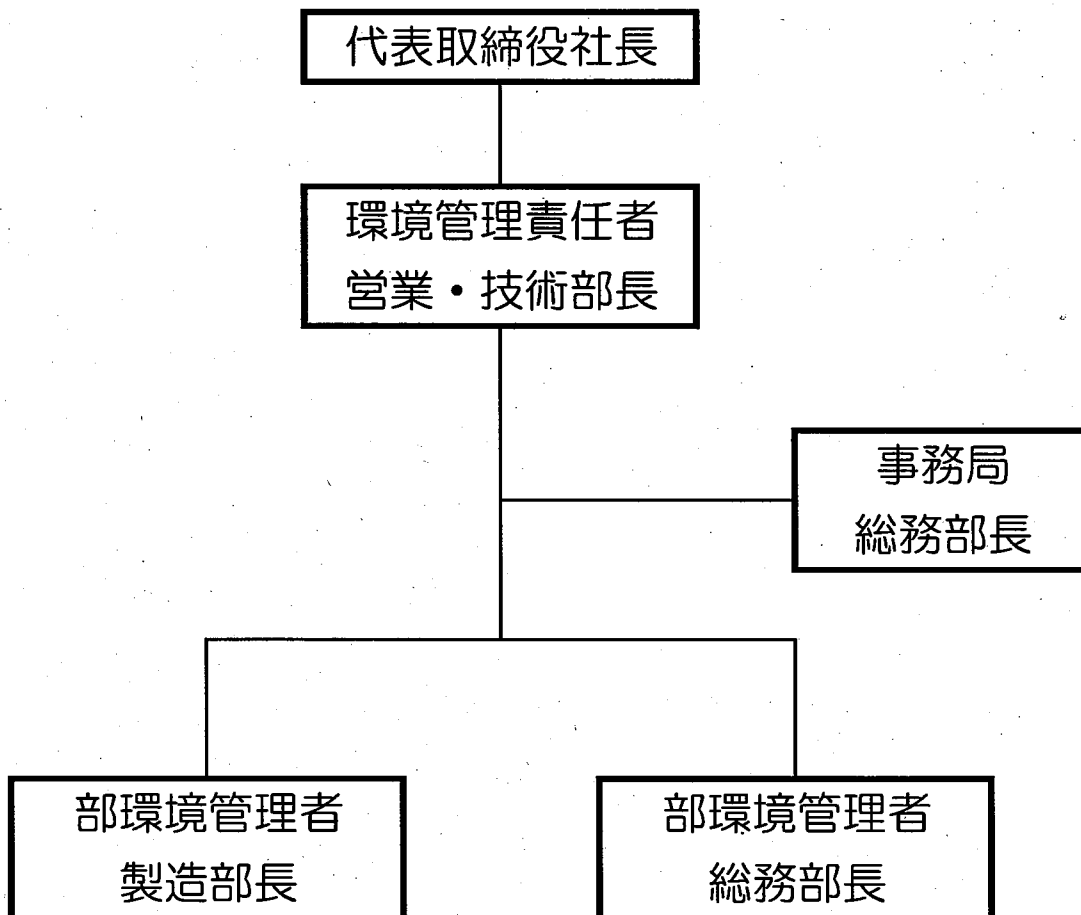 代表取締役社長
環境管理責任者
営業・技術部長
事務局
総務部長
部環境管理者
製造部長
部環境管理者
総務部長